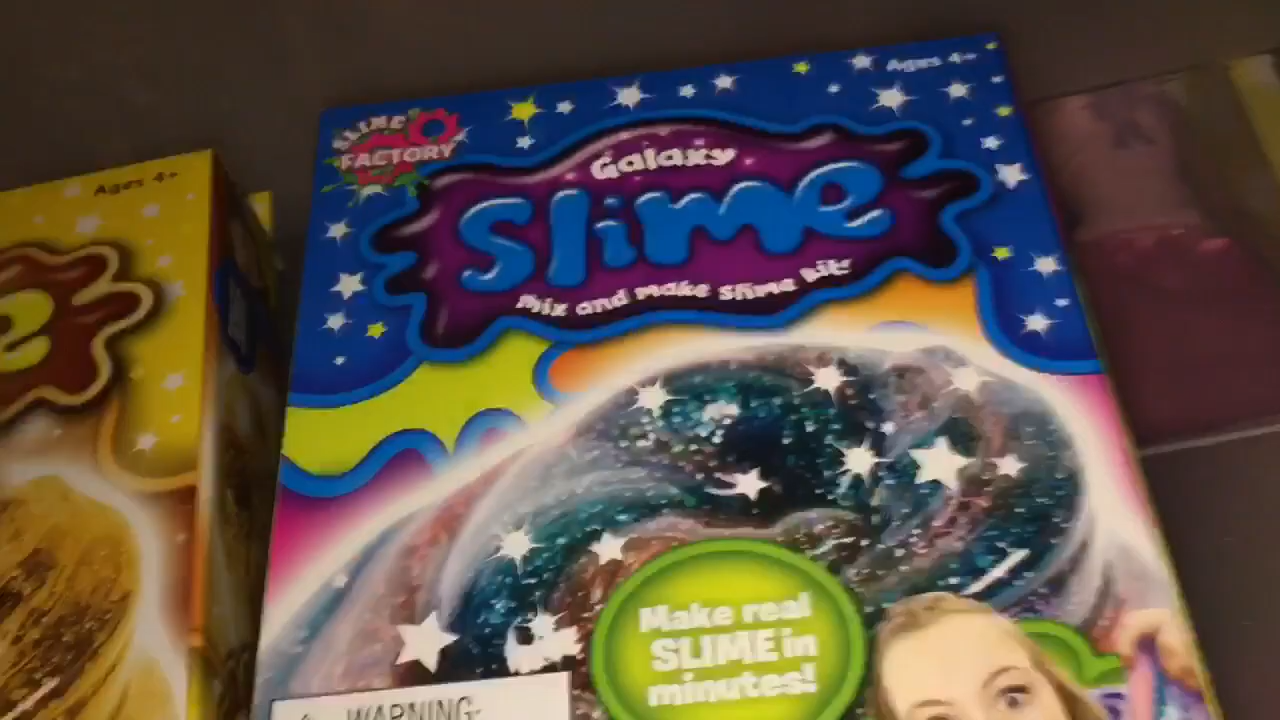 Ages 4+
SLIME
FACTORY
Galaxy
Slime
Mix and make slime kit!
Ages 4+
e
Make real
SLIME in
minutes!
WARNING: